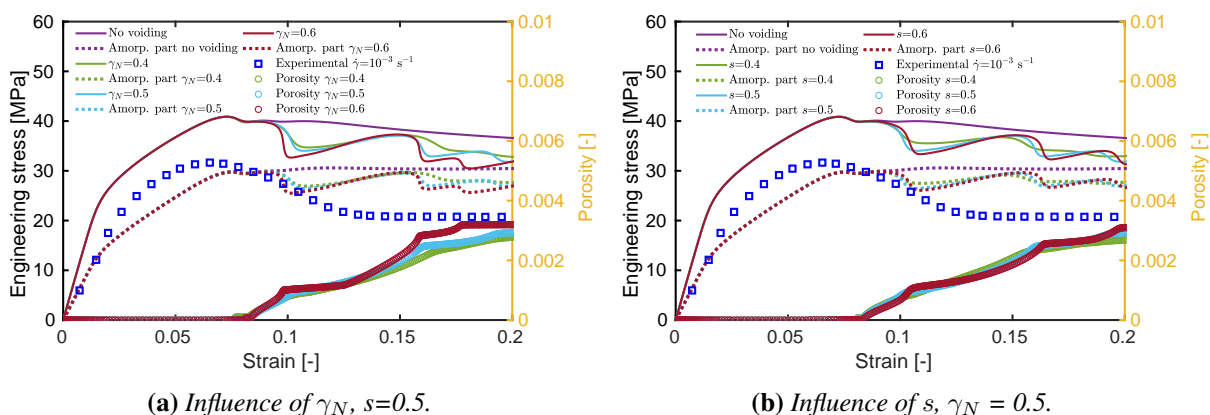 60
50
40
30
20
10
0
Engineering stress [MPa]
0
0.05
0.1
0.15
0.2
Strain [-]
0.01
0.008
0.006
0.004
0.002
0
Porosity [-]
No voiding
Amorp. part no voiding
γN=0.4
Amorp. part γN=0.4
γN=0.5
Amorp. part γN=0.5
γN=0.6
Amorp. part γN=0.6
Experimental γ̇=10⁻³ s⁻¹
Porosity γN=0.4
Porosity γN=0.5
Porosity γN=0.6
(a) Influence of γN, s=0.5.
60
50
40
30
20
10
0
Engineering stress [MPa]
0
0.05
0.1
0.15
0.2
Strain [-]
0.01
0.008
0.006
0.004
0.002
0
Porosity [-]
No voiding
Amorp. part no voiding
s=0.4
Amorp. part s=0.4
s=0.5
Amorp. part s=0.5
s=0.6
Amorp. part s=0.6
Experimental γ̇=10⁻³ s⁻¹
Porosity s=0.4
Porosity s=0.5
Porosity s=0.6
(b) Influence of s, γN = 0.5.